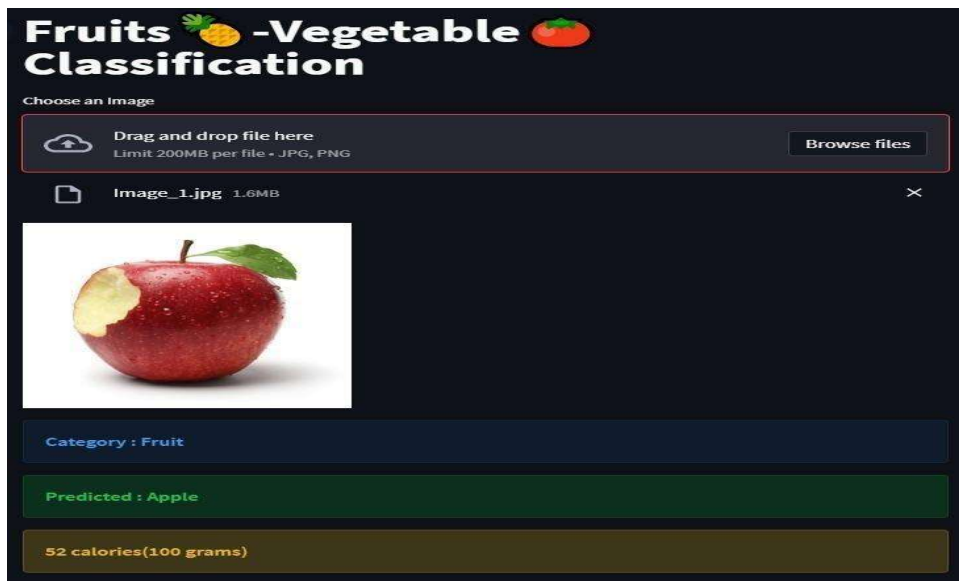 Fruits 🍍 -Vegetable 🍅
Classification
Choose an Image
Drag and drop file here
Limit 200MB per file • JPG, PNG
Browse files
Image_1.jpg 1.6MB
Category : Fruit
Predicted : Apple
52 calories(100 grams)